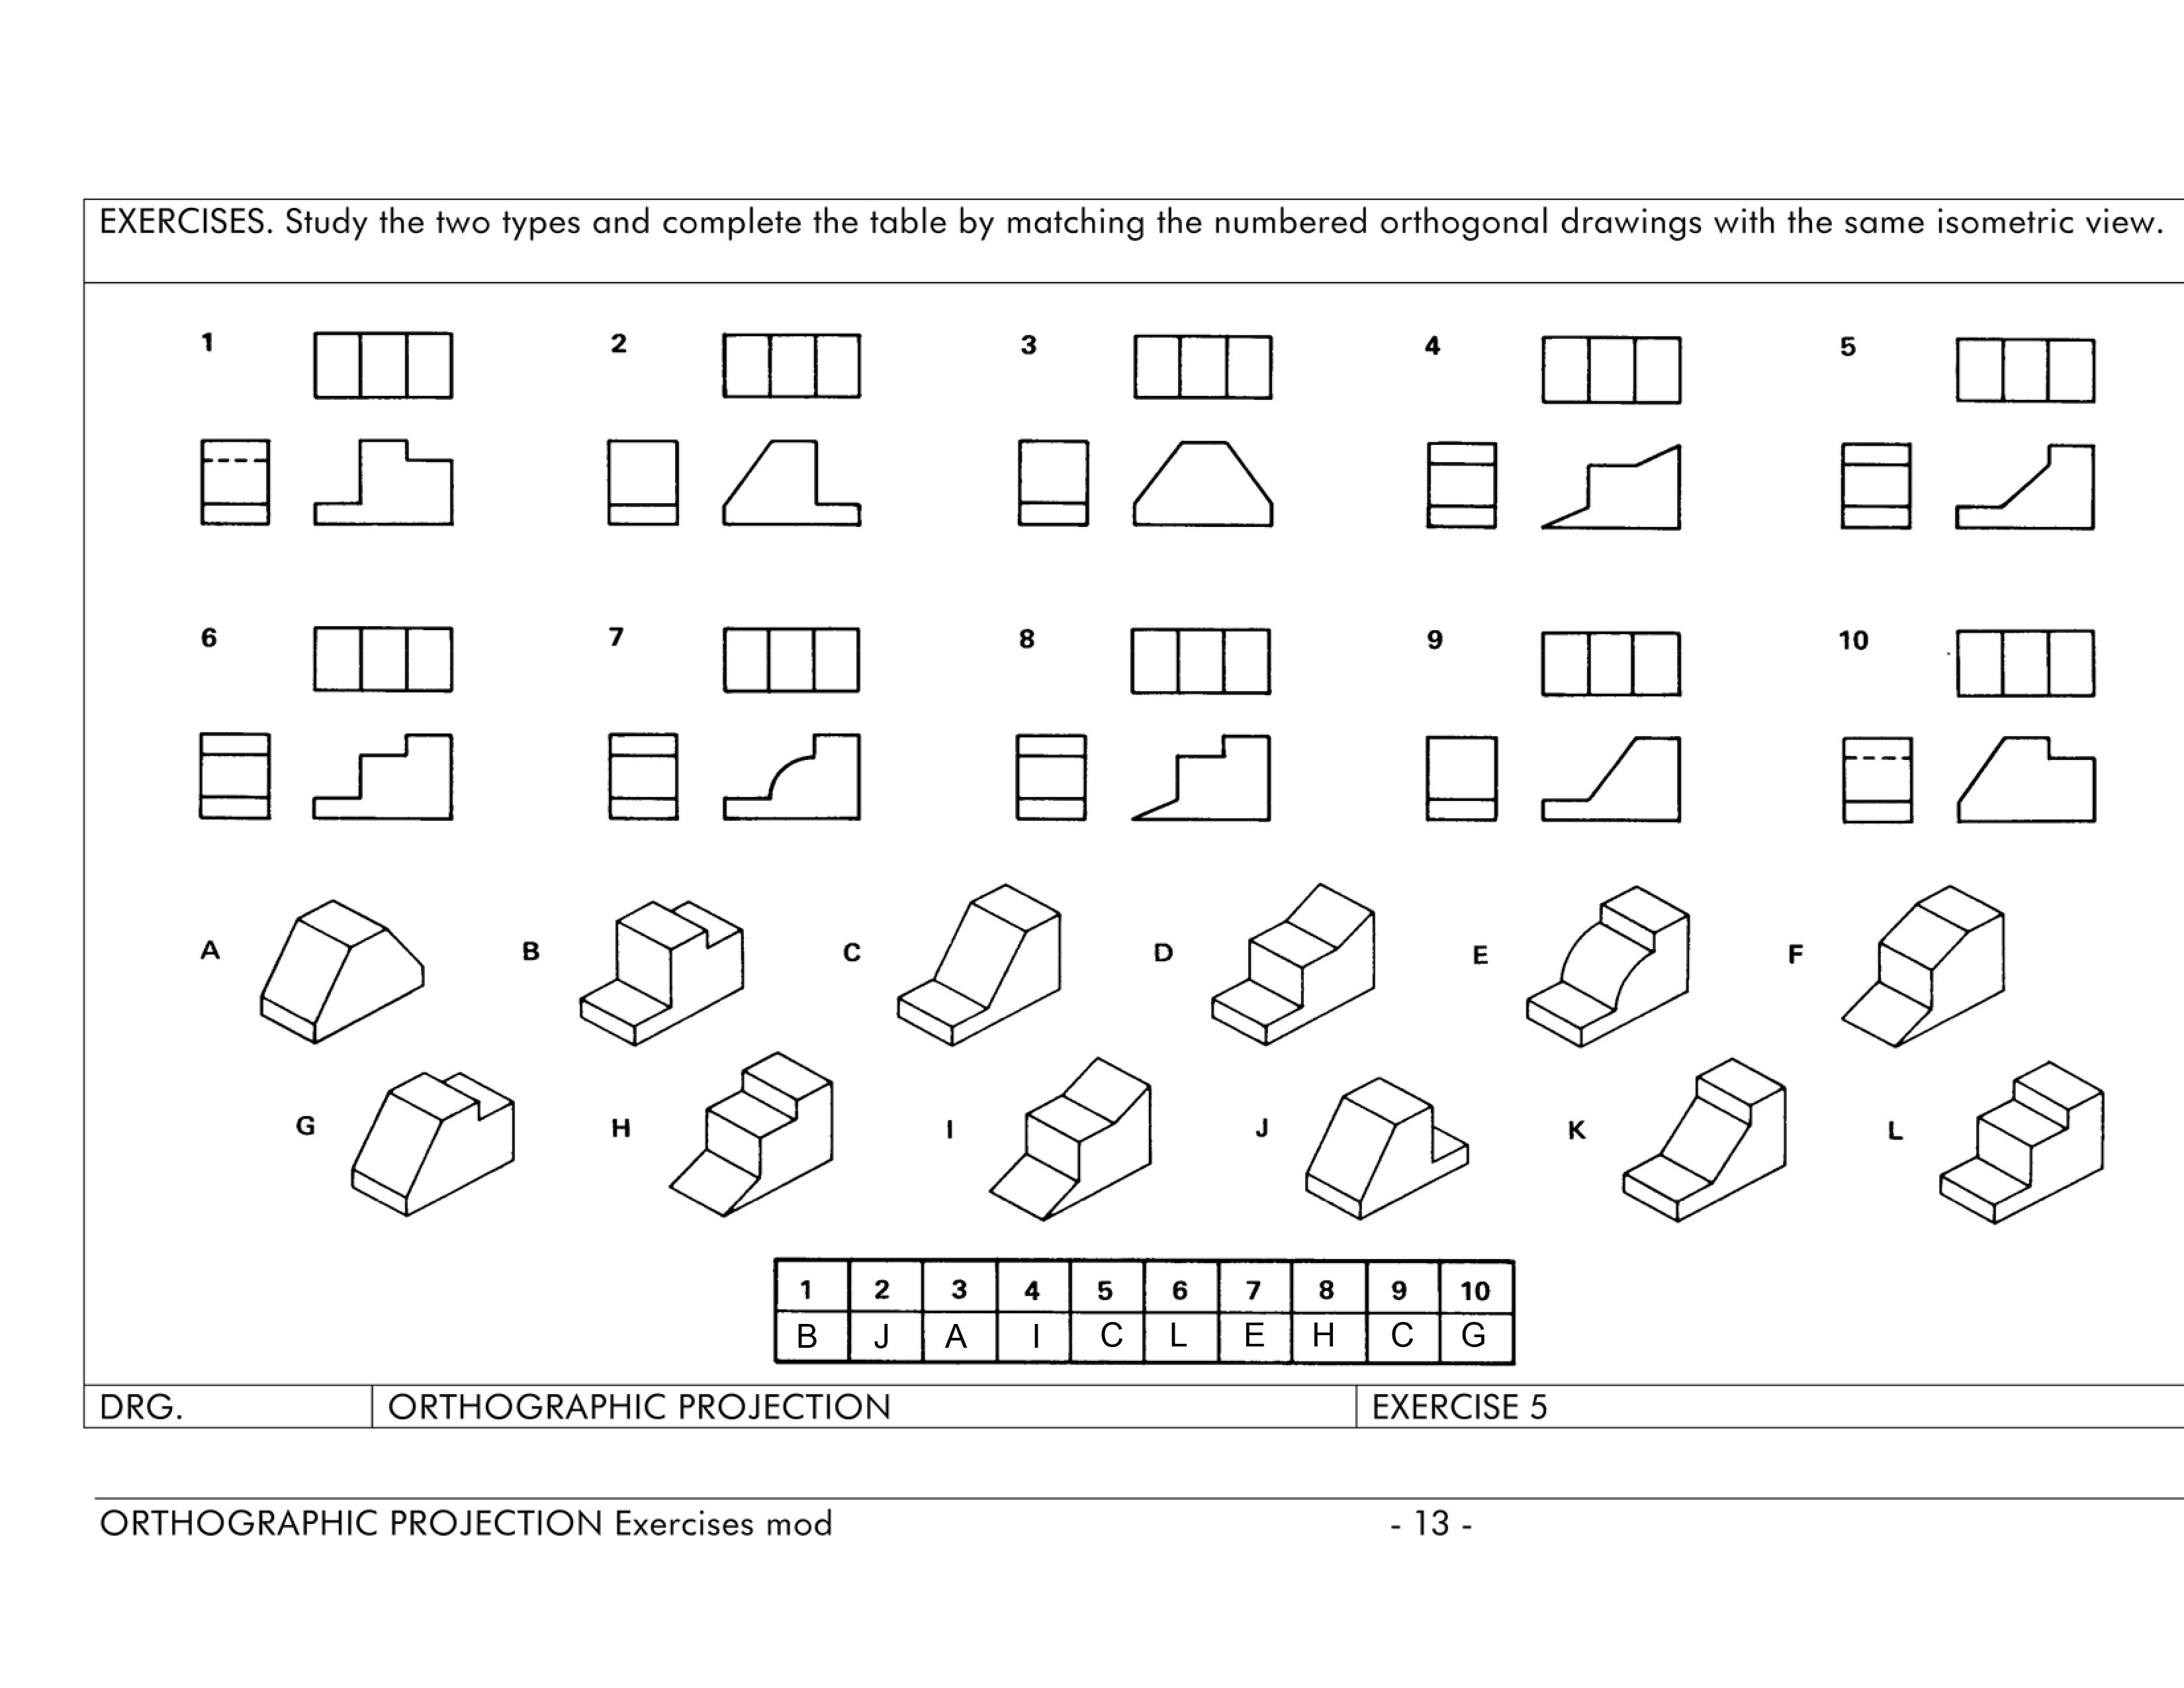 EXERCISES. Study the two types and complete the table by matching the numbered orthogonal drawings with the same isometric view.
1 2 3 4 5
6 7 8 9 10
A B C D E F
G H I J K L
1 2 3 4 5 6 7 8 9 10
B J A I C L E H C G
DRG. ORTHOGRAPHIC PROJECTION EXERCISE 5
ORTHOGRAPHIC PROJECTION Exercises mod - 13 -